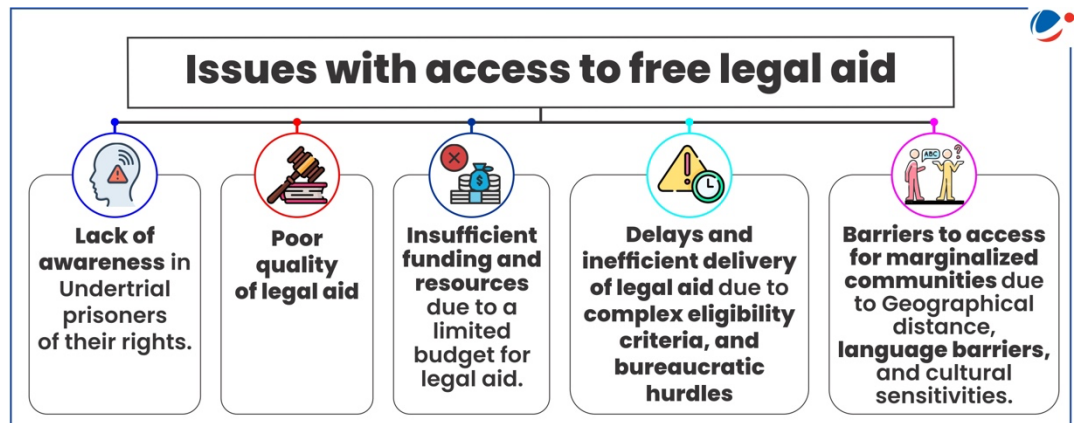 Issues with access to free legal aid
Lack of
awareness in
Undertrial
prisoners
of their rights.
Poor
quality
of legal aid
Insufficient
funding and
resources
due to a
limited
budget for
legal aid.
Delays and
inefficient delivery
of legal aid due to
complex eligibility
criteria, and
bureaucratic
hurdles
ABC
?
Barriers to access
for marginalized
communities due
to Geographical
distance,
language barriers,
and cultural
sensitivities.